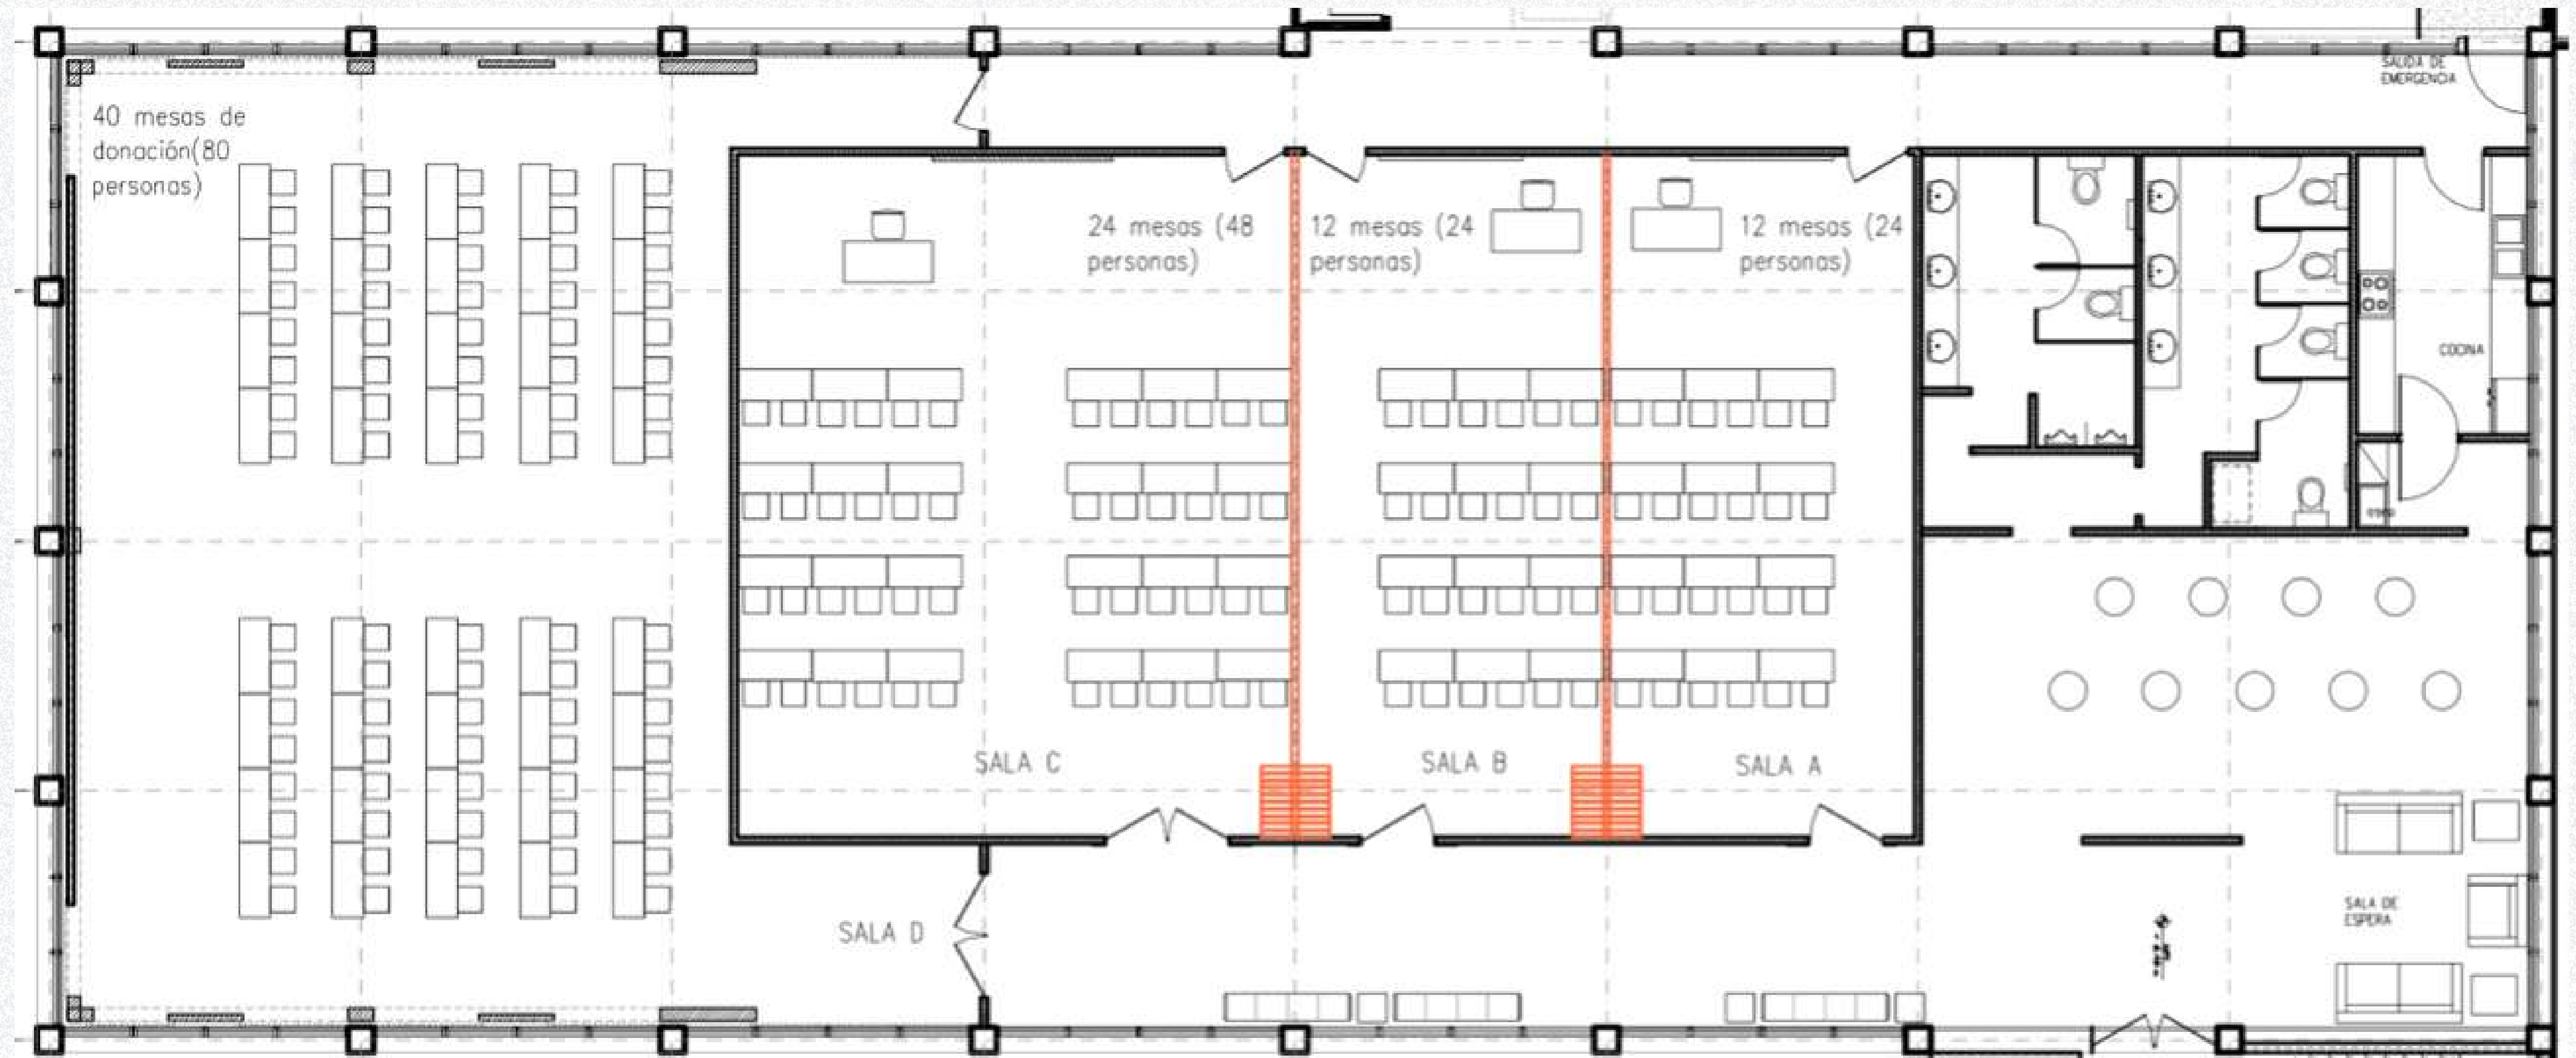 SALIDA DE
EMERGENCIA
40 mesas de
donación(80
personas)
24 mesas (48
personas)
12 mesas (24
personas)
12 mesas (24
personas)
COCINA
SALA C
SALA B
SALA A
SALA D
SALA DE
ESPERA